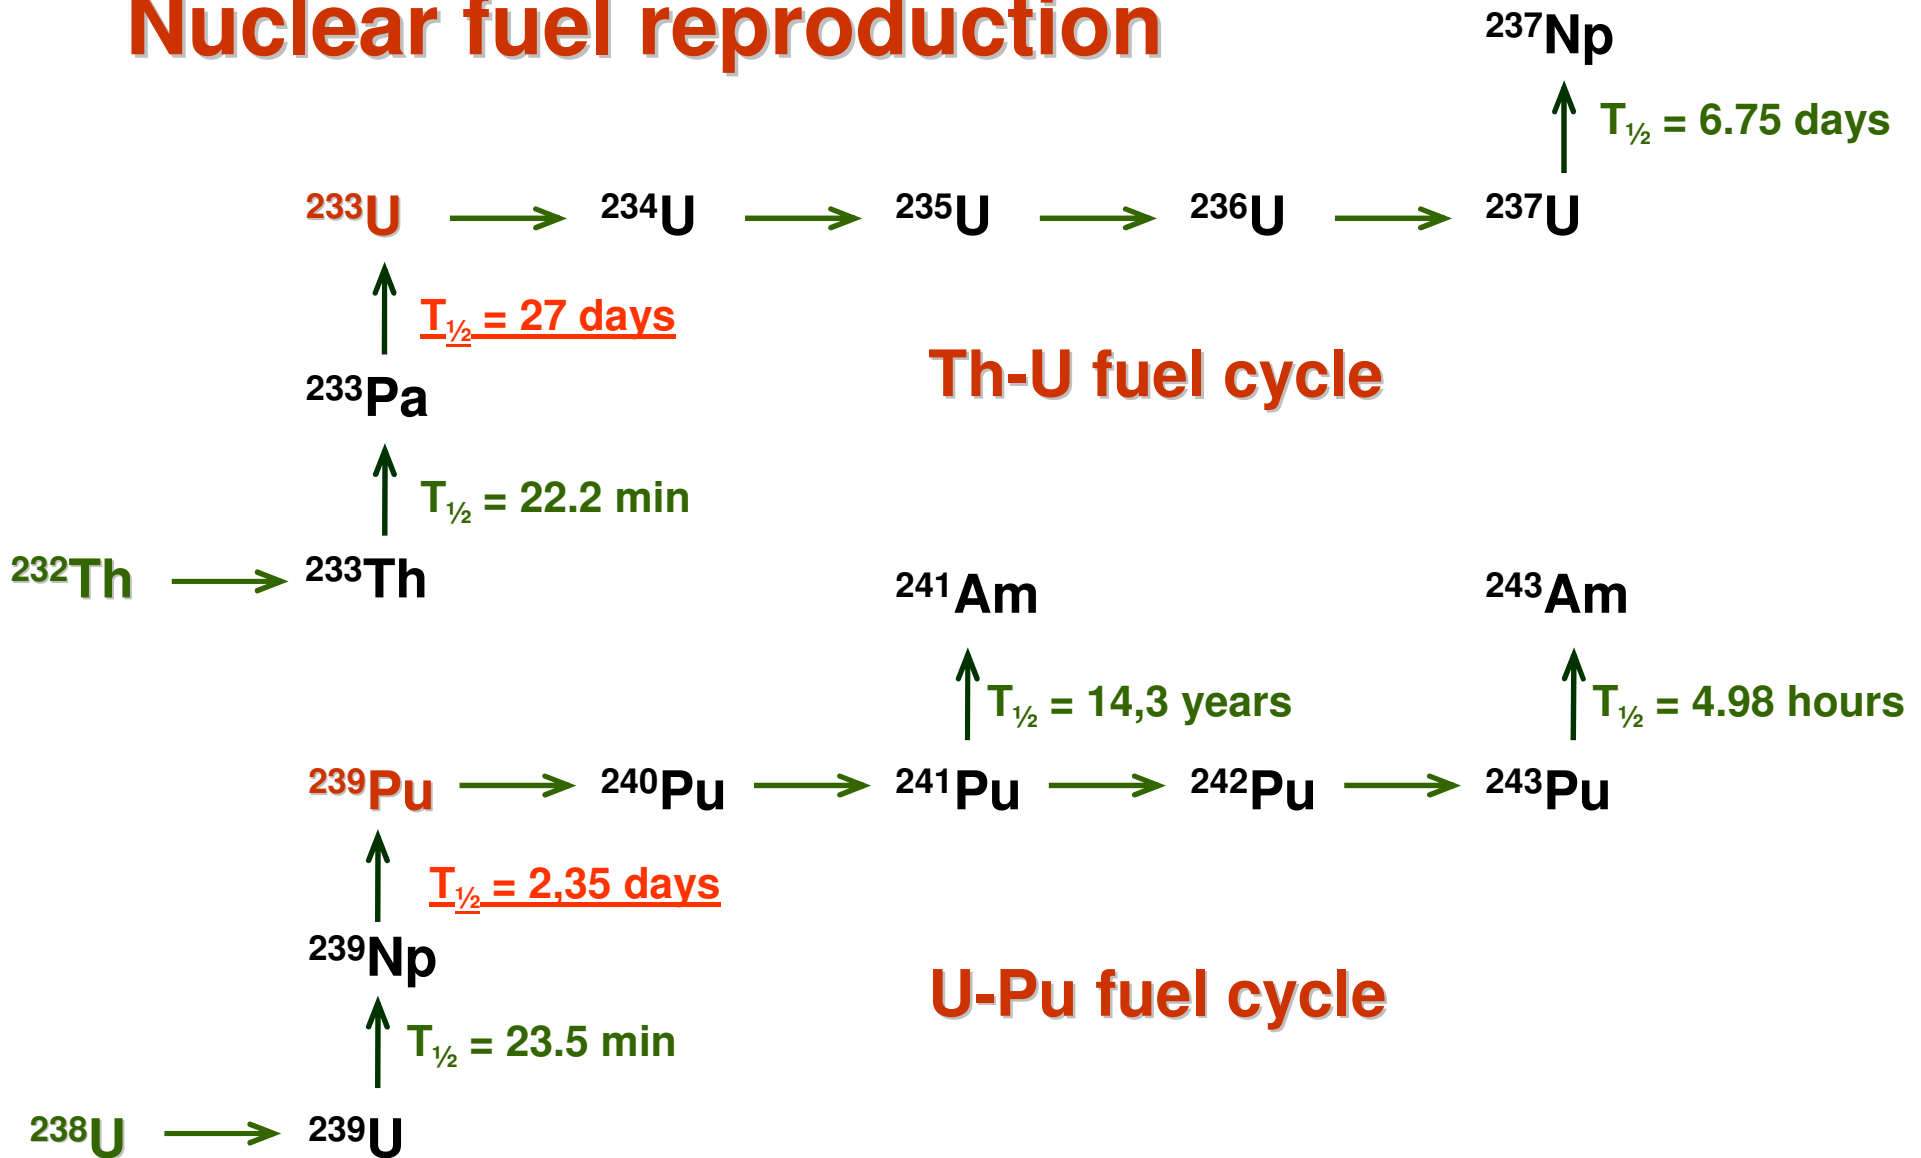 Nuclear fuel reproduction
²³⁷Np
T½ = 6.75 days
²³³U ²³⁴U ²³⁵U ²³⁶U ²³⁷U
T½ = 27 days
Th-U fuel cycle
²³³Pa
T½ = 22.2 min
²³²Th ²³³Th
²⁴¹Am ²⁴³Am
T½ = 14,3 years T½ = 4.98 hours
²³⁹Pu ²⁴⁰Pu ²⁴¹Pu ²⁴²Pu ²⁴³Pu
T½ = 2,35 days
²³⁹Np
U-Pu fuel cycle
T½ = 23.5 min
²³⁸U ²³⁹U